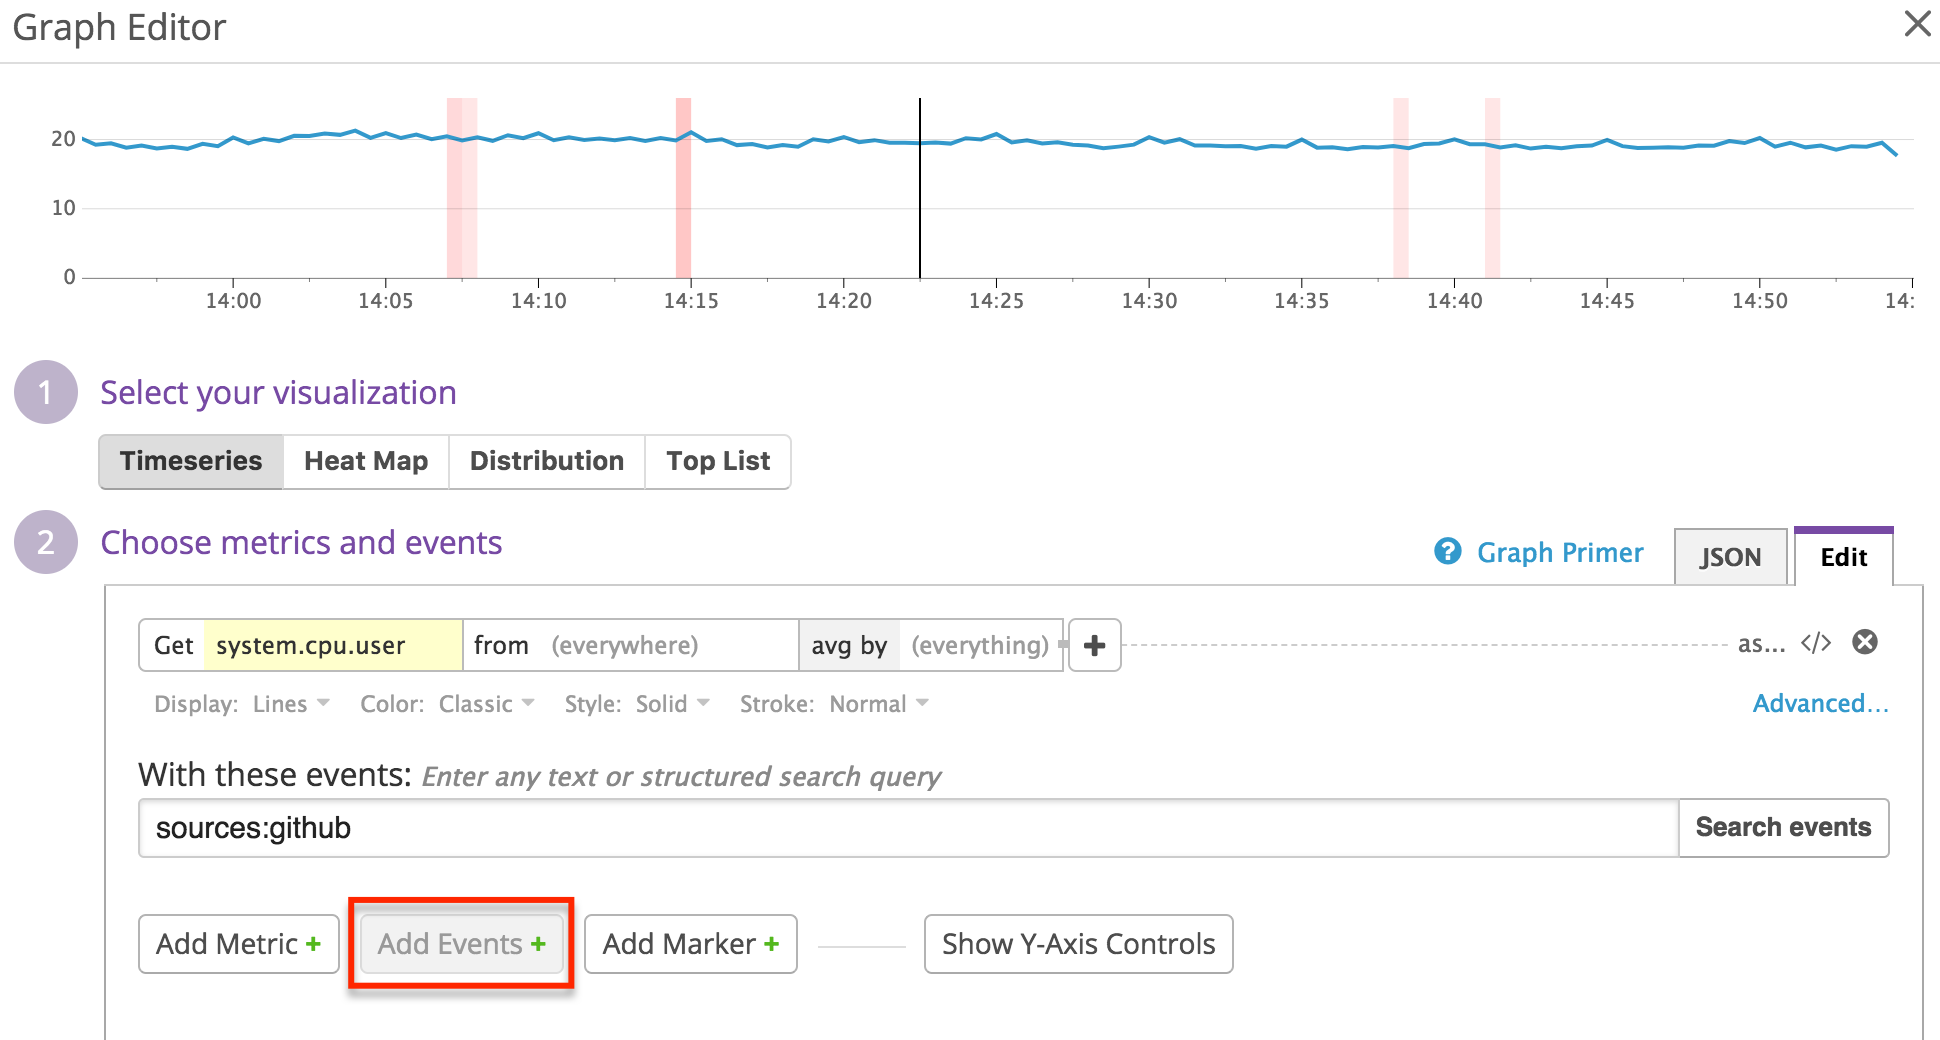 Graph Editor
20
10
0
14:00 14:05 14:10 14:15 14:20 14:25 14:30 14:35 14:40 14:45 14:50 14:
1 Select your visualization
Timeseries Heat Map Distribution Top List
2 Choose metrics and events
? Graph Primer JSON Edit
Get system.cpu.user from (everywhere) avg by (everything) + as... </>
Display: Lines Color: Classic Style: Solid Stroke: Normal Advanced...
With these events: Enter any text or structured search query
sources:github Search events
Add Metric + Add Events + Add Marker + Show Y-Axis Controls